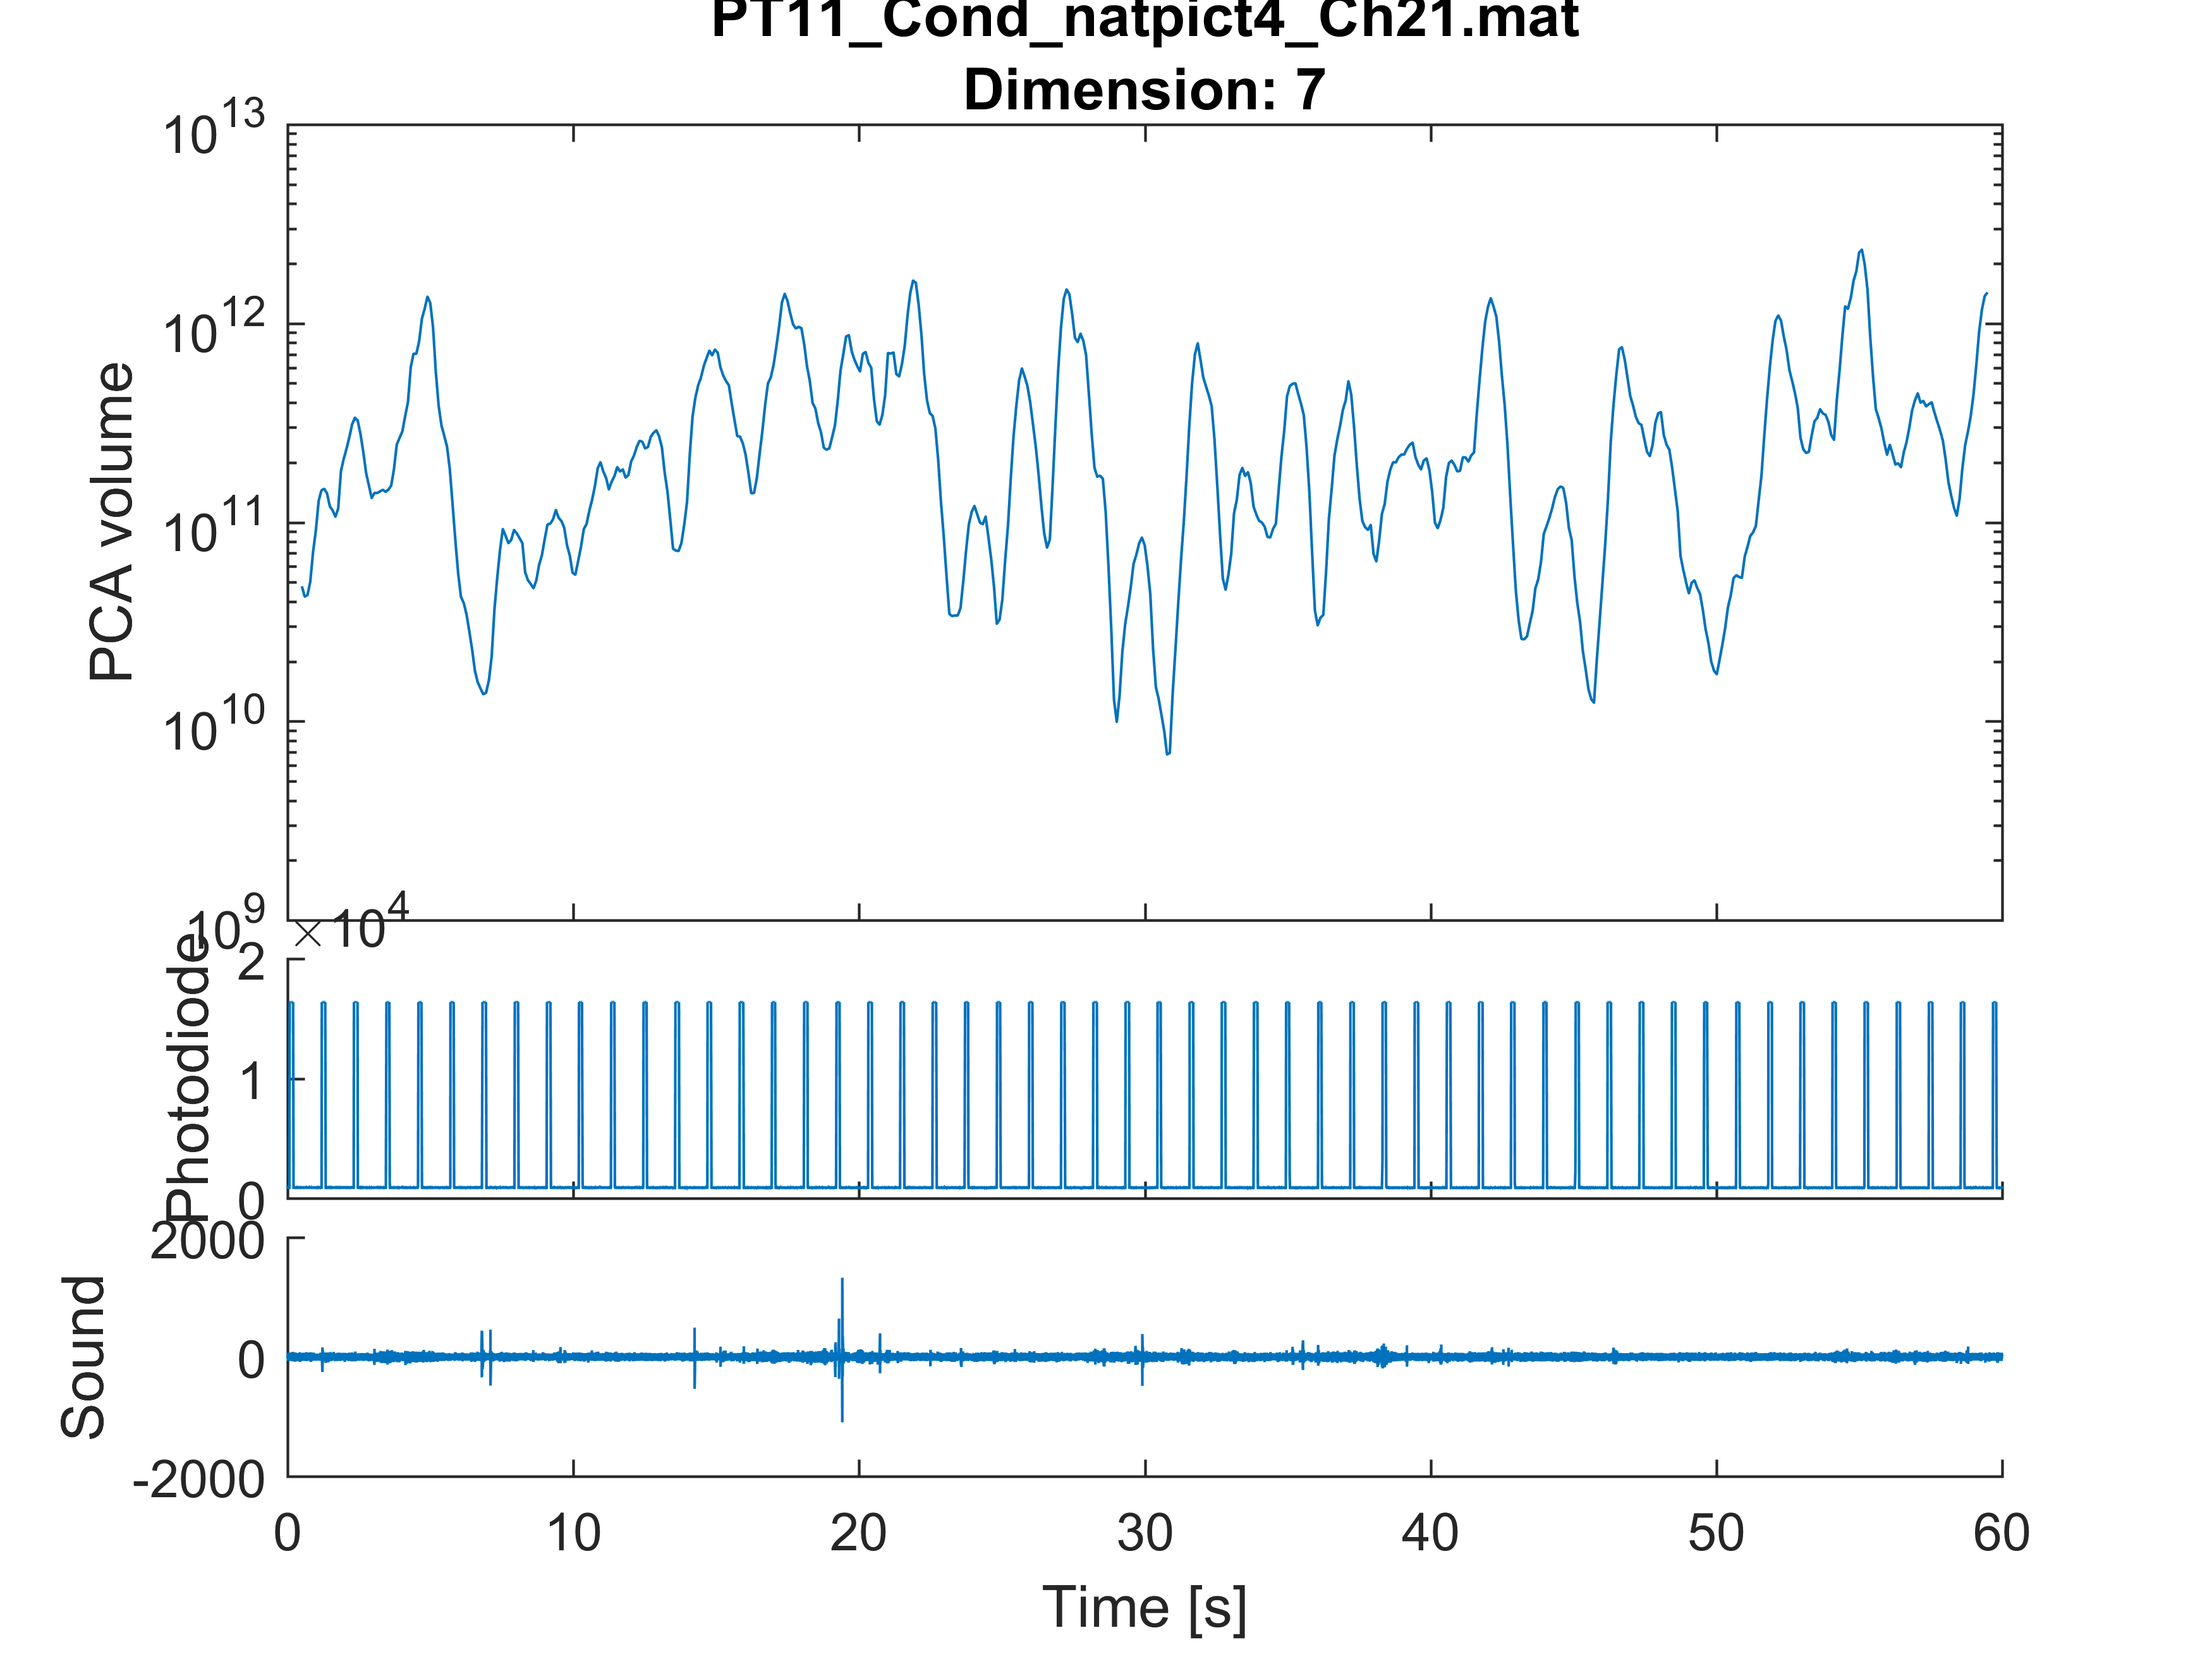 PT11_Cond_natpict4_Ch21.mat
Dimension: 7
10^13
10^12
10^11
10^10
10^9
PCA volume
× 10^4
2
1
0
Photodiode
2000
0
-2000
Sound
0 10 20 30 40 50 60
Time [s]